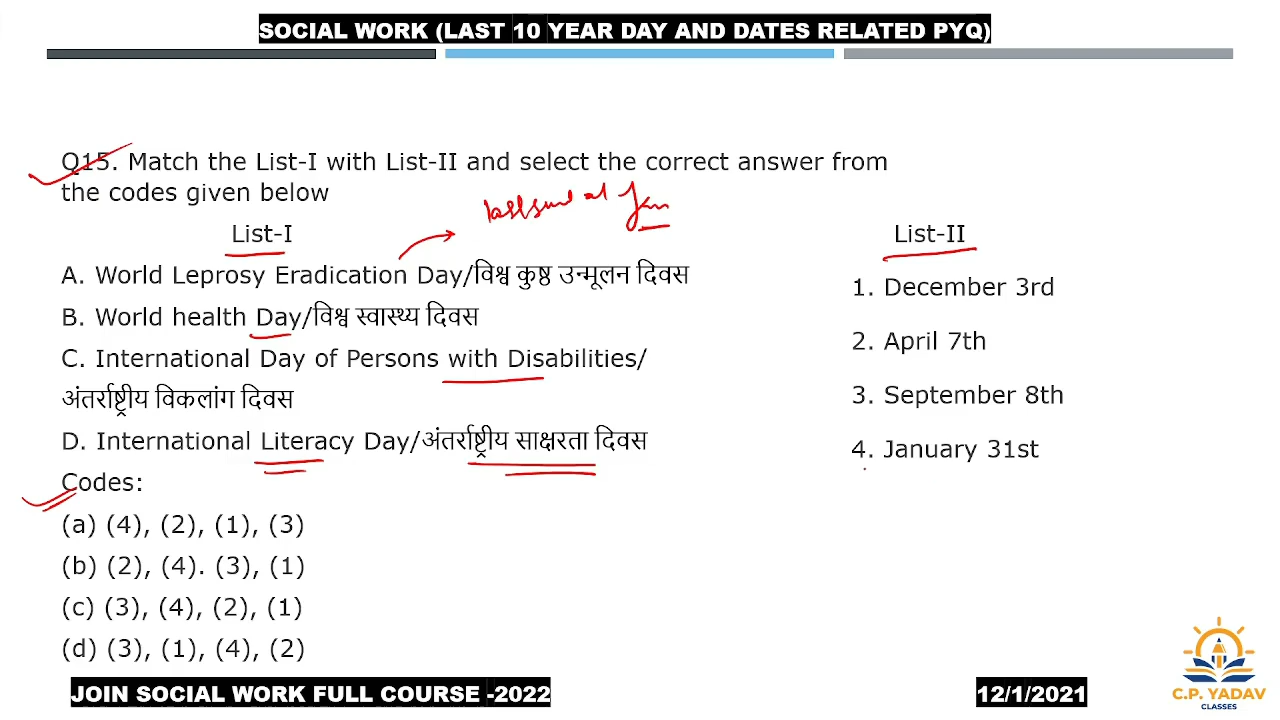 SOCIAL WORK (LAST 10 YEAR DAY AND DATES RELATED PYQ)
Q15. Match the List-I with List-II and select the correct answer from
the codes given below
List-I
A. World Leprosy Eradication Day/विश्व कुष्ठ उन्मूलन दिवस
B. World health Day/विश्व स्वास्थ्य दिवस
C. International Day of Persons with Disabilities/
अंतर्राष्ट्रीय विकलांग दिवस
D. International Literacy Day/अंतर्राष्ट्रीय साक्षरता दिवस
List-II
1. December 3rd
2. April 7th
3. September 8th
4. January 31st
Codes:
(a) (4), (2), (1), (3)
(b) (2), (4). (3), (1)
(c) (3), (4), (2), (1)
(d) (3), (1), (4), (2)
JOIN SOCIAL WORK FULL COURSE -2022
12/1/2021
C.P. YADAV
CLASSES